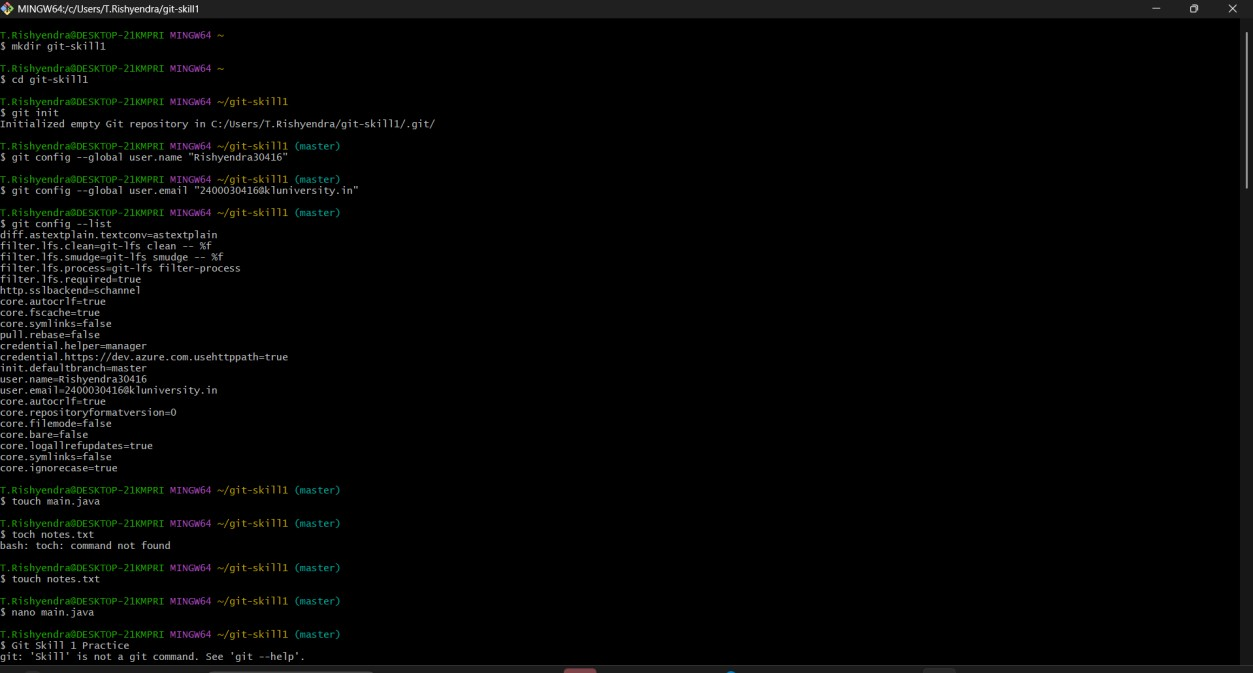 MINGW64:/c/Users/T.Rishyendra/git-skill1
T.Rishyendra@DESKTOP-21KMPRI MINGW64 ~
$ mkdir git-skill1
T.Rishyendra@DESKTOP-21KMPRI MINGW64 ~
$ cd git-skill1
T.Rishyendra@DESKTOP-21KMPRI MINGW64 ~/git-skill1
$ git init
Initialized empty Git repository in C:/Users/T.Rishyendra/git-skill1/.git/
T.Rishyendra@DESKTOP-21KMPRI MINGW64 ~/git-skill1 (master)
$ git config --global user.name "Rishyendra30416"
T.Rishyendra@DESKTOP-21KMPRI MINGW64 ~/git-skill1 (master)
$ git config --global user.email "2400030416@kluniversity.in"
T.Rishyendra@DESKTOP-21KMPRI MINGW64 ~/git-skill1 (master)
$ git config --list
diff.astextplain.textconv=astextplain
filter.lfs.clean=git-lfs clean -- %f
filter.lfs.smudge=git-lfs smudge -- %f
filter.lfs.process=git-lfs filter-process
filter.lfs.required=true
http.sslbackend=schannel
core.autocrlf=true
core.fscache=true
core.symlinks=false
pull.rebase=false
credential.helper=manager
credential.https://dev.azure.com.usehttppath=true
init.defaultbranch=master
user.name=Rishyendra30416
user.email=2400030416@kluniversity.in
core.autocrlf=true
core.repositoryformatversion=0
core.filemode=false
core.bare=false
core.logallrefupdates=true
core.symlinks=false
core.ignorecase=true
T.Rishyendra@DESKTOP-21KMPRI MINGW64 ~/git-skill1 (master)
$ touch main.java
T.Rishyendra@DESKTOP-21KMPRI MINGW64 ~/git-skill1 (master)
$ toch notes.txt
bash: toch: command not found
T.Rishyendra@DESKTOP-21KMPRI MINGW64 ~/git-skill1 (master)
$ touch notes.txt
T.Rishyendra@DESKTOP-21KMPRI MINGW64 ~/git-skill1 (master)
$ nano main.java
T.Rishyendra@DESKTOP-21KMPRI MINGW64 ~/git-skill1 (master)
$ Git Skill 1 Practice
git: 'Skill' is not a git command. See 'git --help'.